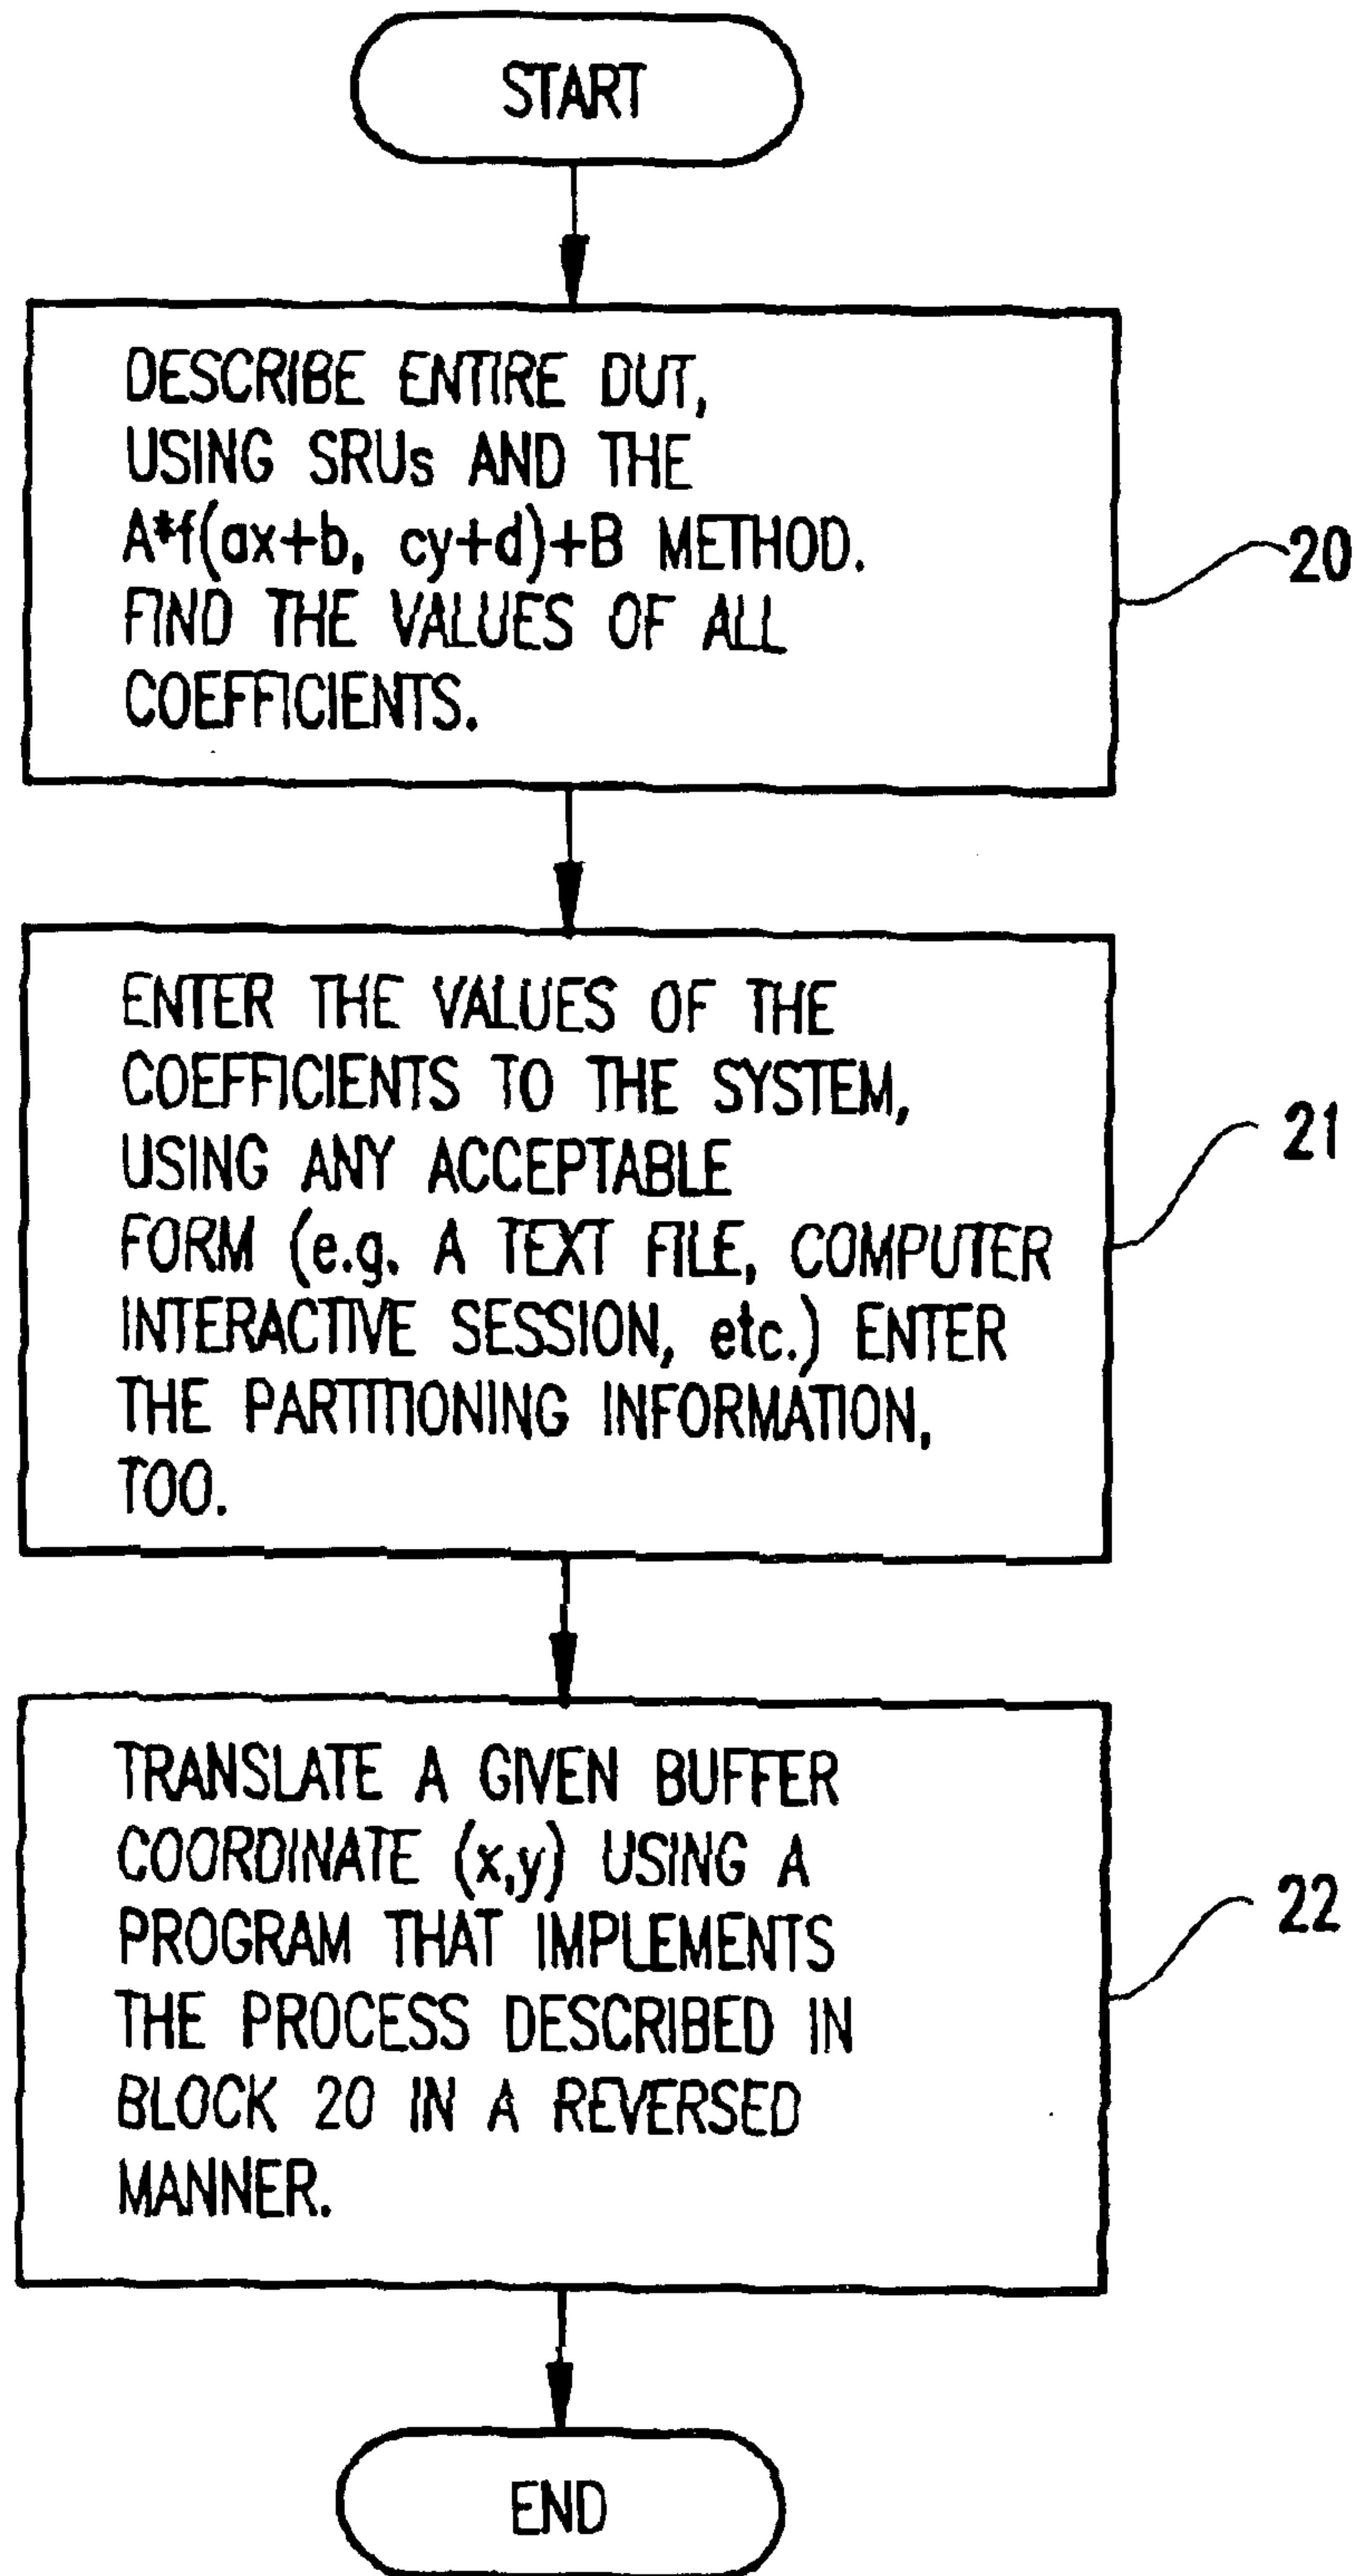 START
DESCRIBE ENTIRE DUT,
USING SRUs AND THE
A*f(ax+b, cy+d)+B METHOD.
FIND THE VALUES OF ALL
COEFFICIENTS.
20
ENTER THE VALUES OF THE
COEFFICIENTS TO THE SYSTEM,
USING ANY ACCEPTABLE
FORM (e.g. A TEXT FILE, COMPUTER
INTERACTIVE SESSION, etc.) ENTER
THE PARTITIONING INFORMATION,
TOO.
21
TRANSLATE A GIVEN BUFFER
COORDINATE (x,y) USING A
PROGRAM THAT IMPLEMENTS
THE PROCESS DESCRIBED IN
BLOCK 20 IN A REVERSED
MANNER.
22
END